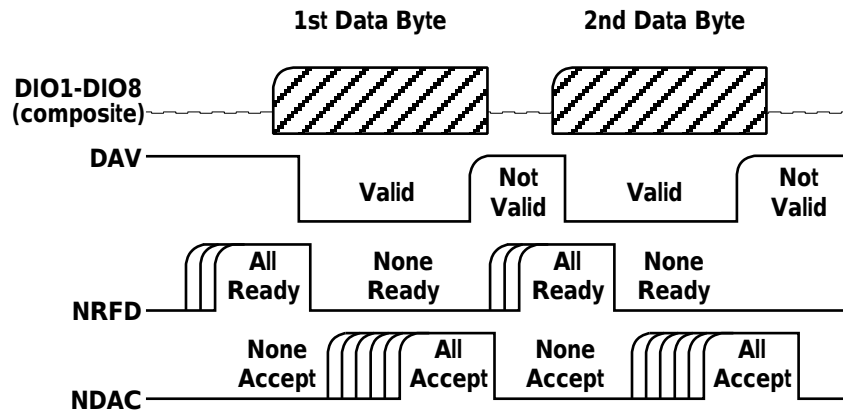 1st Data Byte 2nd Data Byte
DIO1-DIO8
(composite)
DAV
Valid
Not
Valid
Valid
Not
Valid
NRFD
All
Ready
None
Ready
All
Ready
None
Ready
NDAC
None
Accept
All
Accept
None
Accept
All
Accept